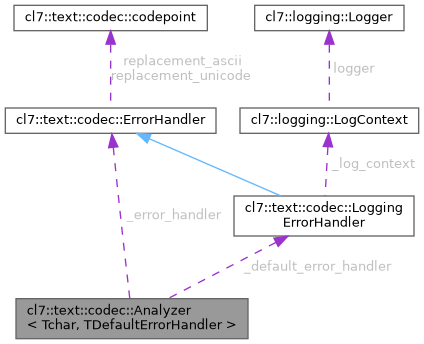 cl7::text::codec::codepoint
cl7::logging::Logger
replacement_ascii
replacement_unicode
logger
cl7::text::codec::ErrorHandler
cl7::logging::LogContext
_log_context
_error_handler
cl7::text::codec::Logging
ErrorHandler
_default_error_handler
cl7::text::codec::Analyzer
< Tchar, TDefaultErrorHandler >